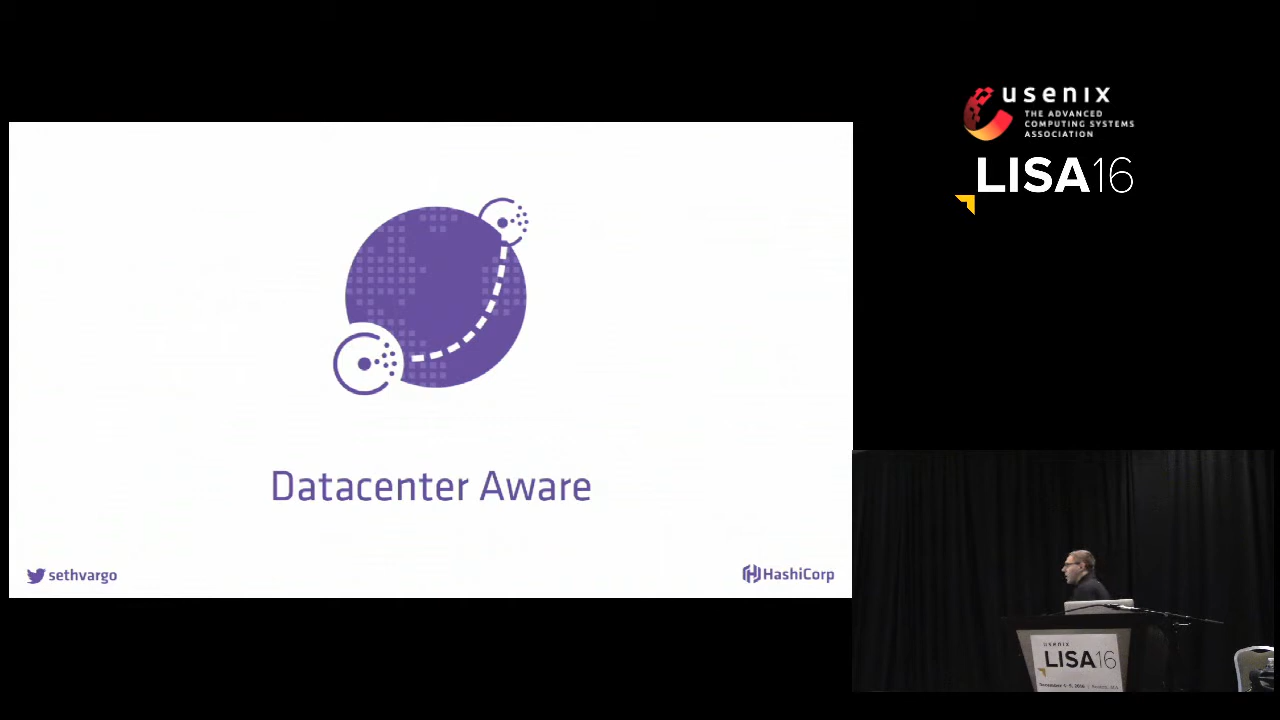 usenix
THE ADVANCED
COMPUTING SYSTEMS
ASSOCIATION
LISA16
Datacenter Aware
sethvargo
HashiCorp
usenix
LISA16